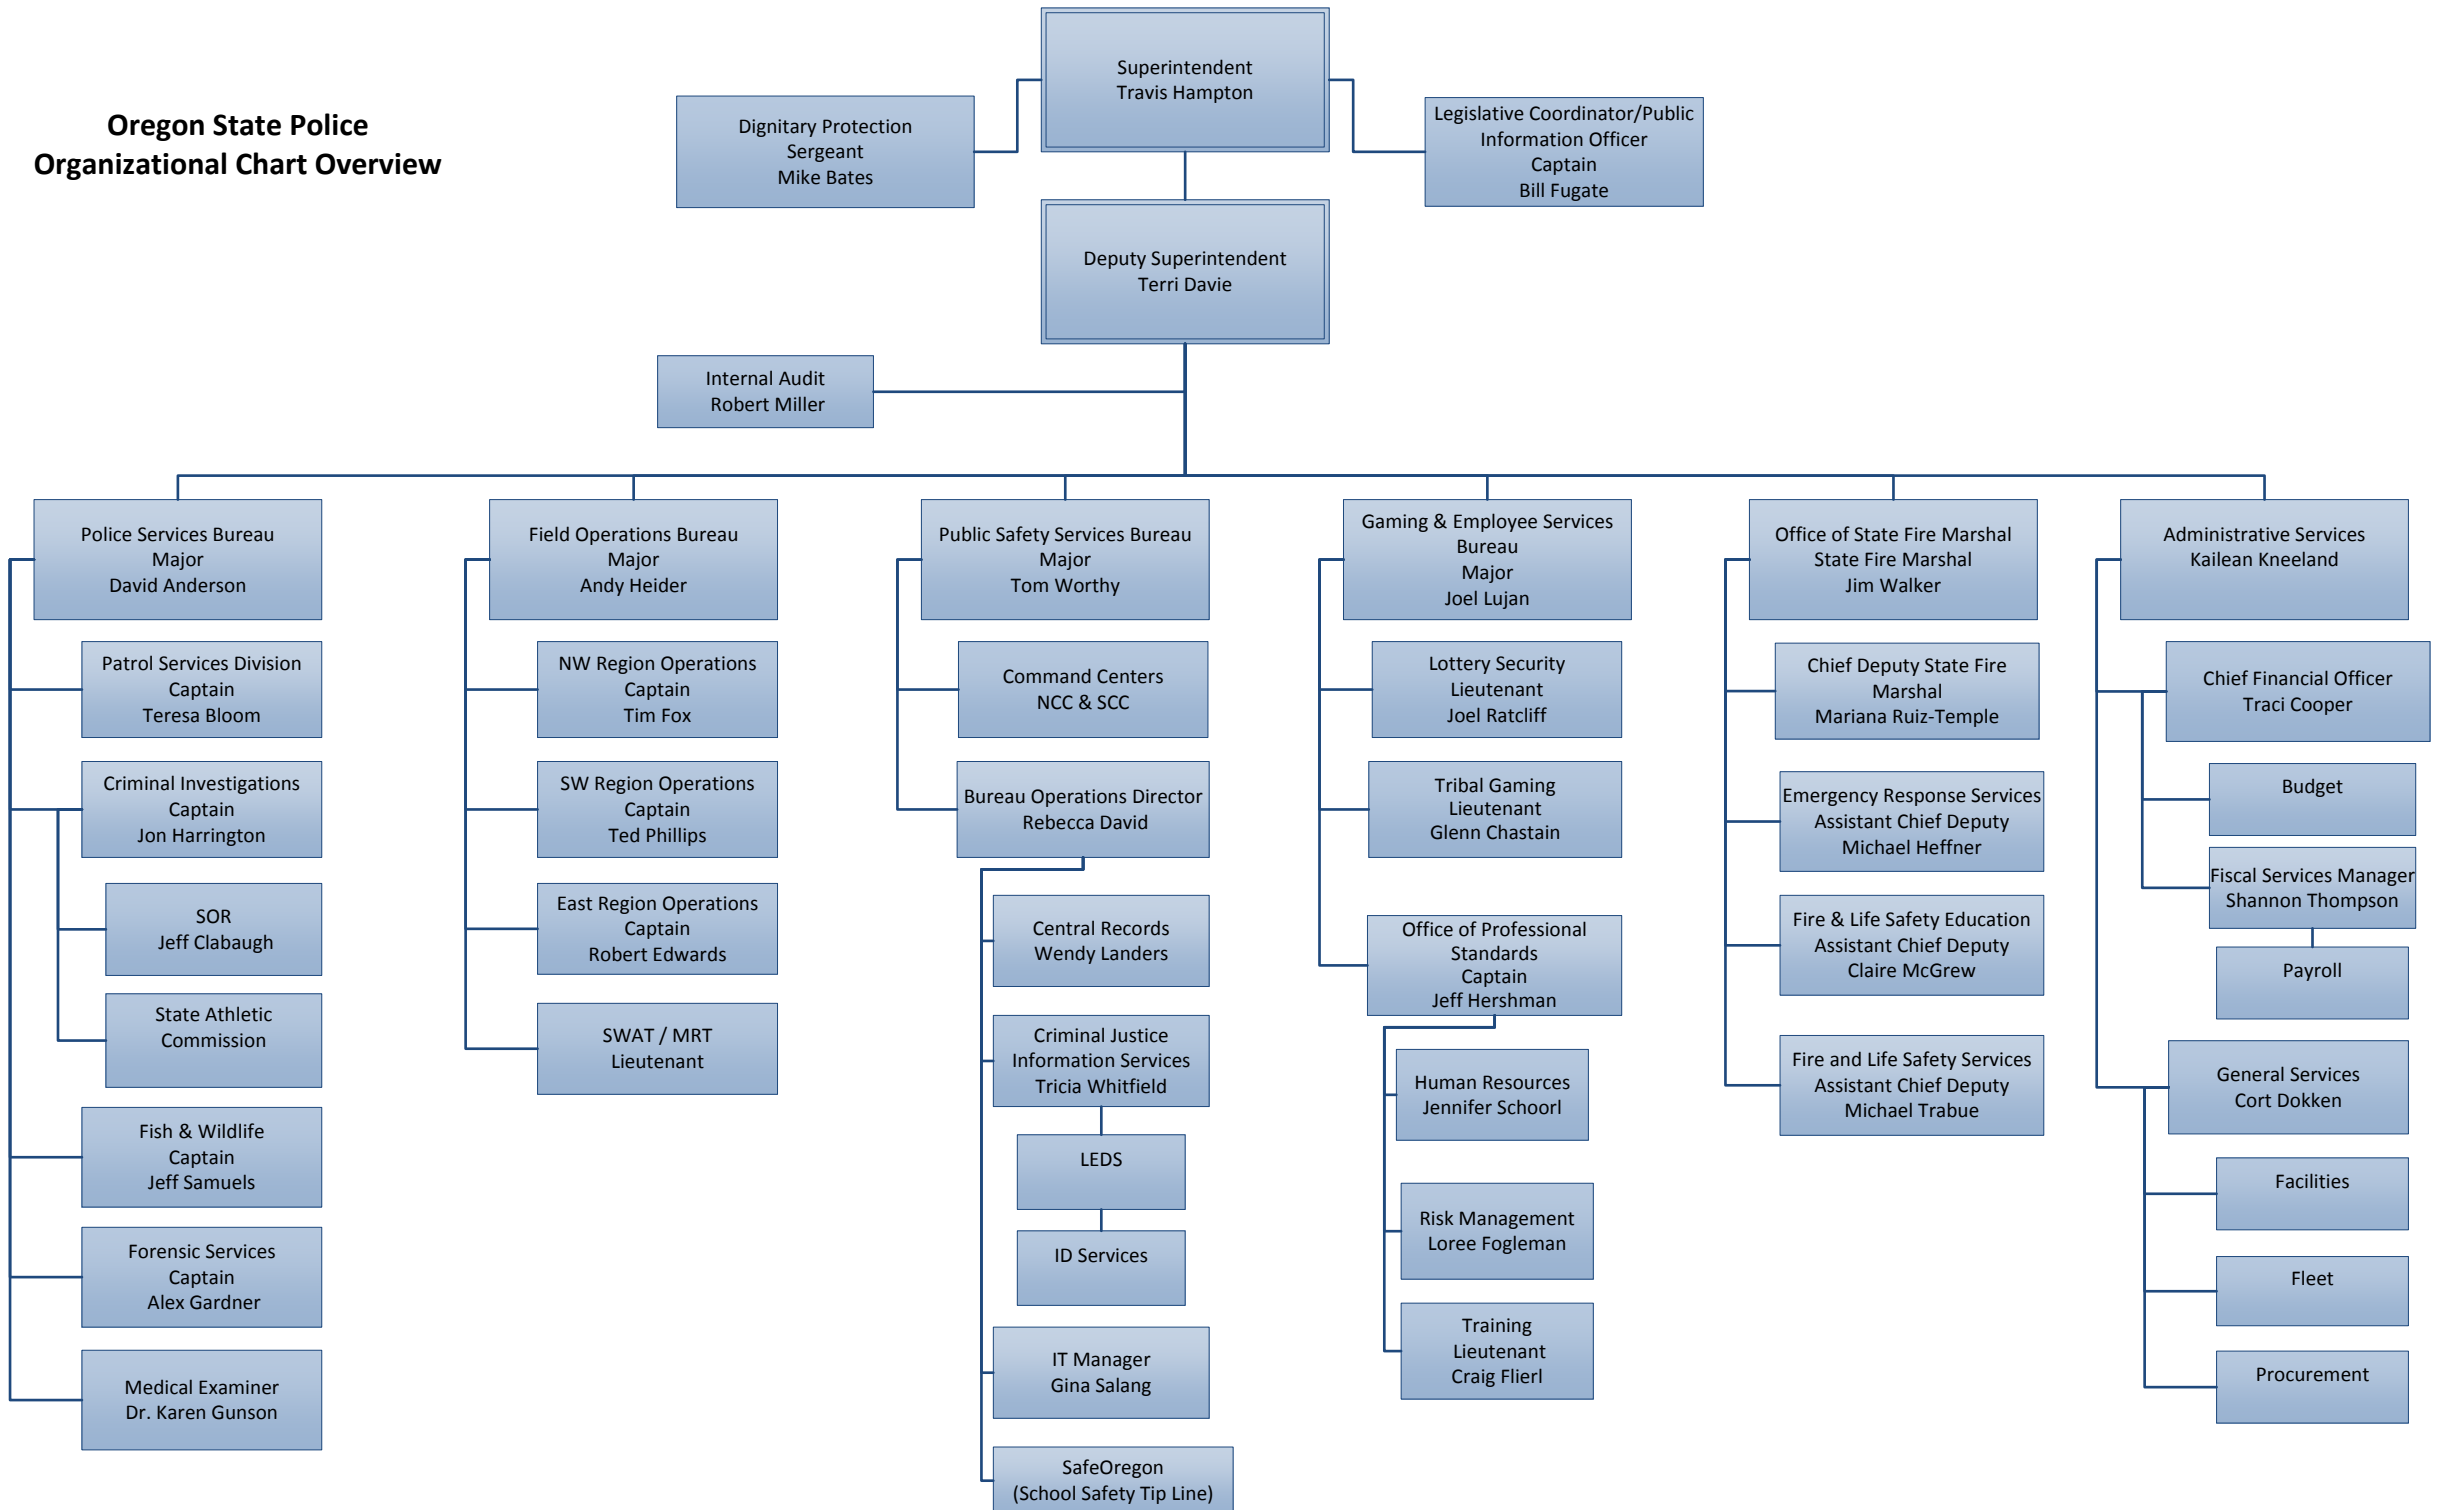 Oregon State Police
Organizational Chart Overview
Superintendent
Travis Hampton
Dignitary Protection
Sergeant
Mike Bates
Legislative Coordinator/Public
Information Officer
Captain
Bill Fugate
Deputy Superintendent
Terri Davie
Internal Audit
Robert Miller
Police Services Bureau
Major
David Anderson
Patrol Services Division
Captain
Teresa Bloom
Criminal Investigations
Captain
Jon Harrington
SOR
Jeff Clabaugh
State Athletic
Commission
Fish & Wildlife
Captain
Jeff Samuels
Forensic Services
Captain
Alex Gardner
Medical Examiner
Dr. Karen Gunson
Field Operations Bureau
Major
Andy Heider
NW Region Operations
Captain
Tim Fox
SW Region Operations
Captain
Ted Phillips
East Region Operations
Captain
Robert Edwards
SWAT / MRT
Lieutenant
Public Safety Services Bureau
Major
Tom Worthy
Command Centers
NCC & SCC
Bureau Operations Director
Rebecca David
Central Records
Wendy Landers
Criminal Justice
Information Services
Tricia Whitfield
LEDS
ID Services
IT Manager
Gina Salang
SafeOregon
(School Safety Tip Line)
Gaming & Employee Services
Bureau
Major
Joel Lujan
Lottery Security
Lieutenant
Joel Ratcliff
Tribal Gaming
Lieutenant
Glenn Chastain
Office of Professional
Standards
Captain
Jeff Hershman
Human Resources
Jennifer Schoorl
Risk Management
Loree Fogleman
Training
Lieutenant
Craig Flierl
Office of State Fire Marshal
State Fire Marshal
Jim Walker
Chief Deputy State Fire
Marshal
Mariana Ruiz-Temple
Emergency Response Services
Assistant Chief Deputy
Michael Heffner
Fire & Life Safety Education
Assistant Chief Deputy
Claire McGrew
Fire and Life Safety Services
Assistant Chief Deputy
Michael Trabue
Administrative Services
Kailean Kneeland
Chief Financial Officer
Traci Cooper
Budget
Fiscal Services Manager
Shannon Thompson
Payroll
General Services
Cort Dokken
Facilities
Fleet
Procurement